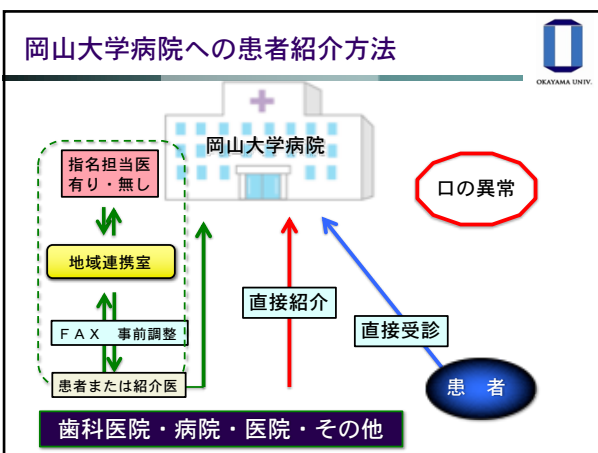 岡山大学病院への患者紹介方法
OKAYAMA UNIV.
岡山大学病院
指名担当医
有り・無し
口の異常
地域連携室
直接紹介
ＦＡＸ　事前調整
直接受診
患者または紹介医
患　者
歯科医院・病院・医院・その他